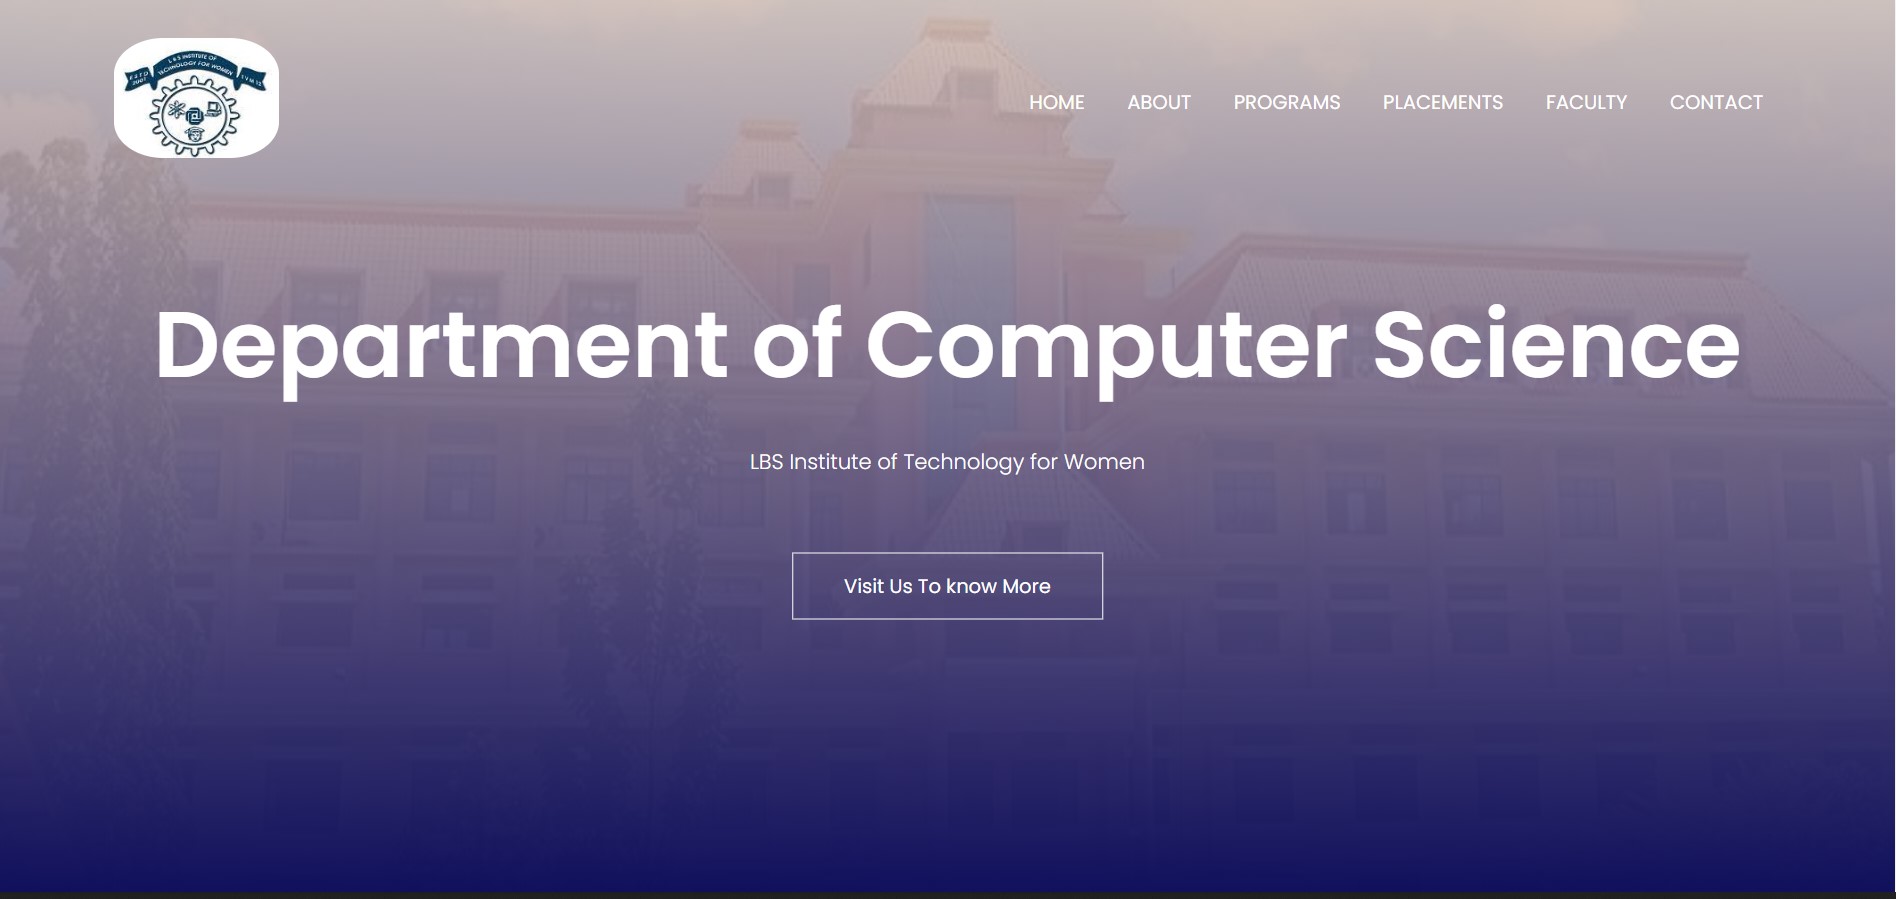 L B S INSTITUTE OF
TECHNOLOGY FOR WOMEN
ESTD
2001
TVM 12
HOME ABOUT PROGRAMS PLACEMENTS FACULTY CONTACT
Department of Computer Science
LBS Institute of Technology for Women
Visit Us To know More